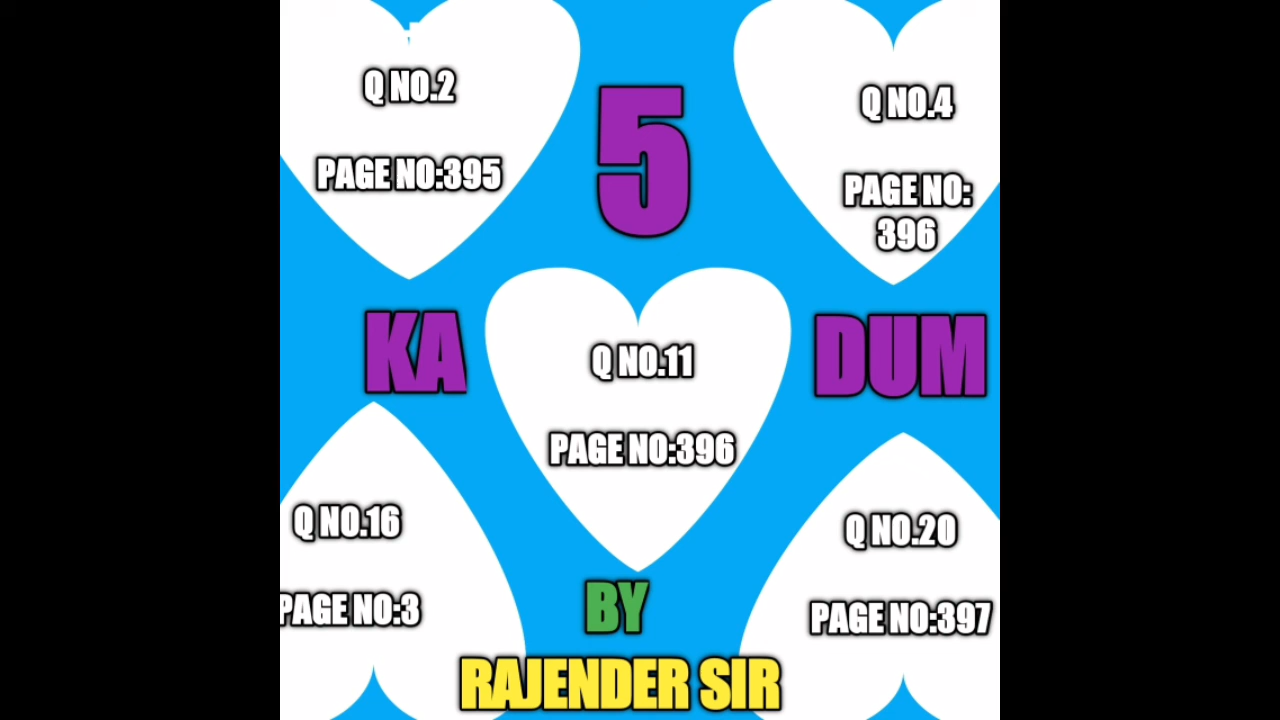 Q NO.2
PAGE NO:395
5
Q NO.4
PAGE NO:
396
KA
DUM
Q NO.11
PAGE NO:396
Q NO.16
PAGE NO:3
Q NO.20
PAGE NO:397
BY
RAJENDER SIR